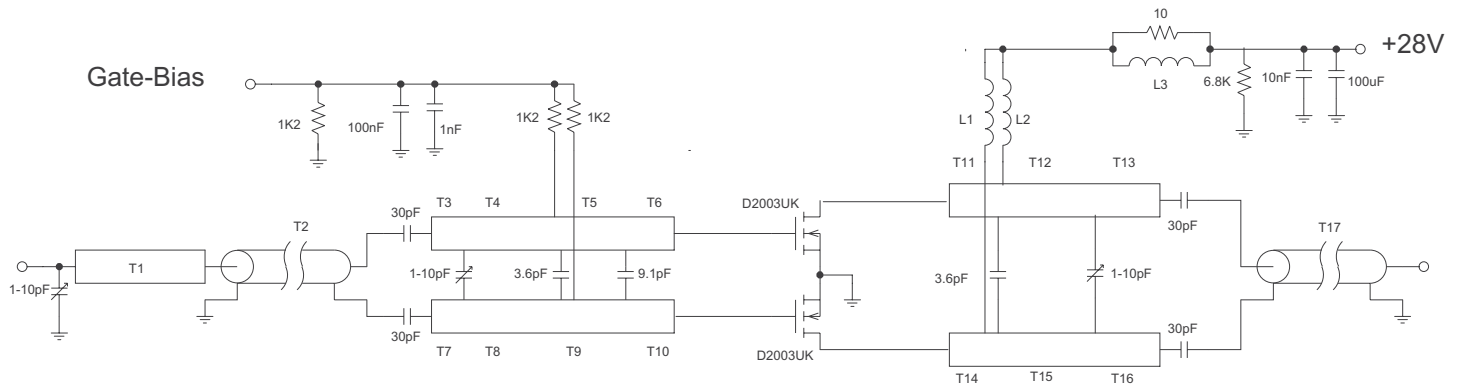 10
+28V
Gate-Bias
L3
6.8K
10nF
100uF
1K2
100nF
1nF
1K2
1K2
L1
L2
T11
T12
T13
D2003UK
30pF
T3
T4
T5
T6
T2
30pF
T17
T1
1-10pF
1-10pF
3.6pF
9.1pF
3.6pF
1-10pF
30pF
T7
T8
T9
T10
D2003UK
30pF
T14
T15
T16